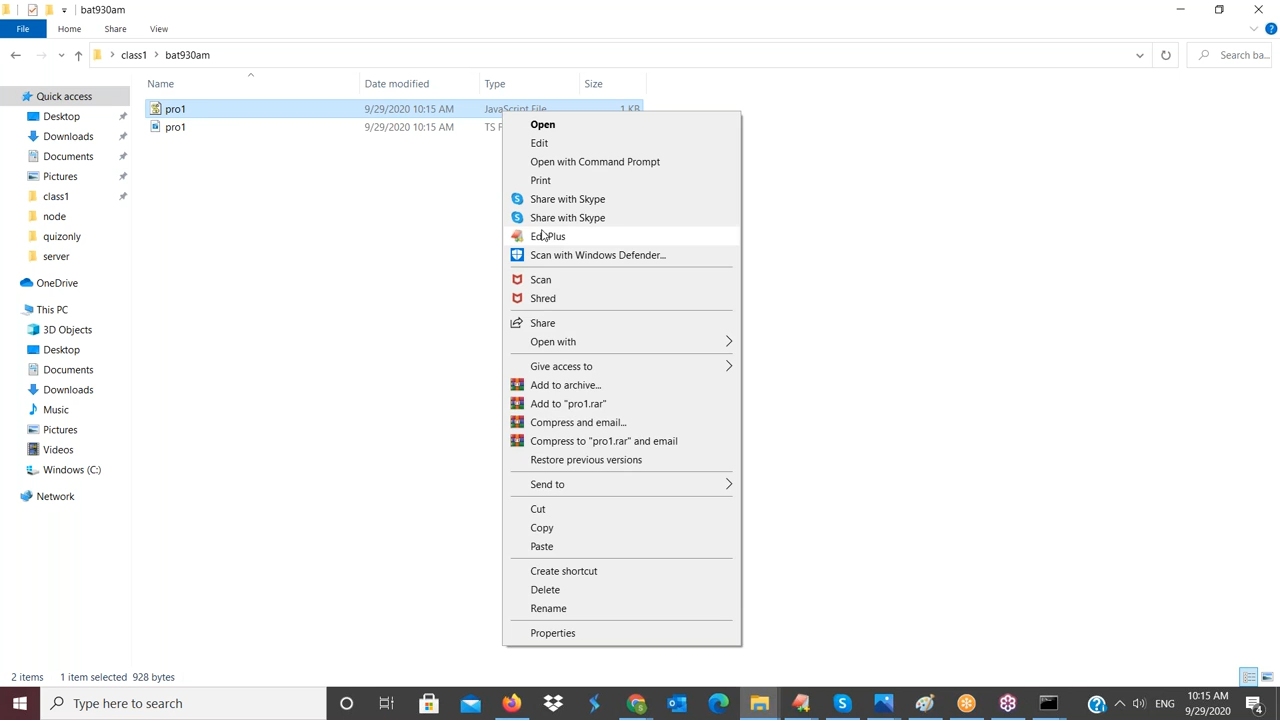 bat930am
File Home Share View
class1 bat930am Search ba...
Name Date modified Type Size
Quick access
Desktop
Downloads
Documents
Pictures
class1
node
quizonly
server
OneDrive
This PC
3D Objects
Desktop
Documents
Downloads
Music
Pictures
Videos
Windows (C:)
Network
pro1 9/29/2020 10:15 AM JavaScript File 1 KB
pro1 9/29/2020 10:15 AM TS
Open
Edit
Open with Command Prompt
Print
Share with Skype
Share with Skype
EditPlus
Scan with Windows Defender...
Scan
Shred
Share
Open with
Give access to
Add to archive...
Add to "pro1.rar"
Compress and email...
Compress to "pro1.rar" and email
Restore previous versions
Send to
Cut
Copy
Paste
Create shortcut
Delete
Rename
Properties
2 items 1 item selected 928 bytes
Type here to search
ENG
10:15 AM
9/29/2020
4